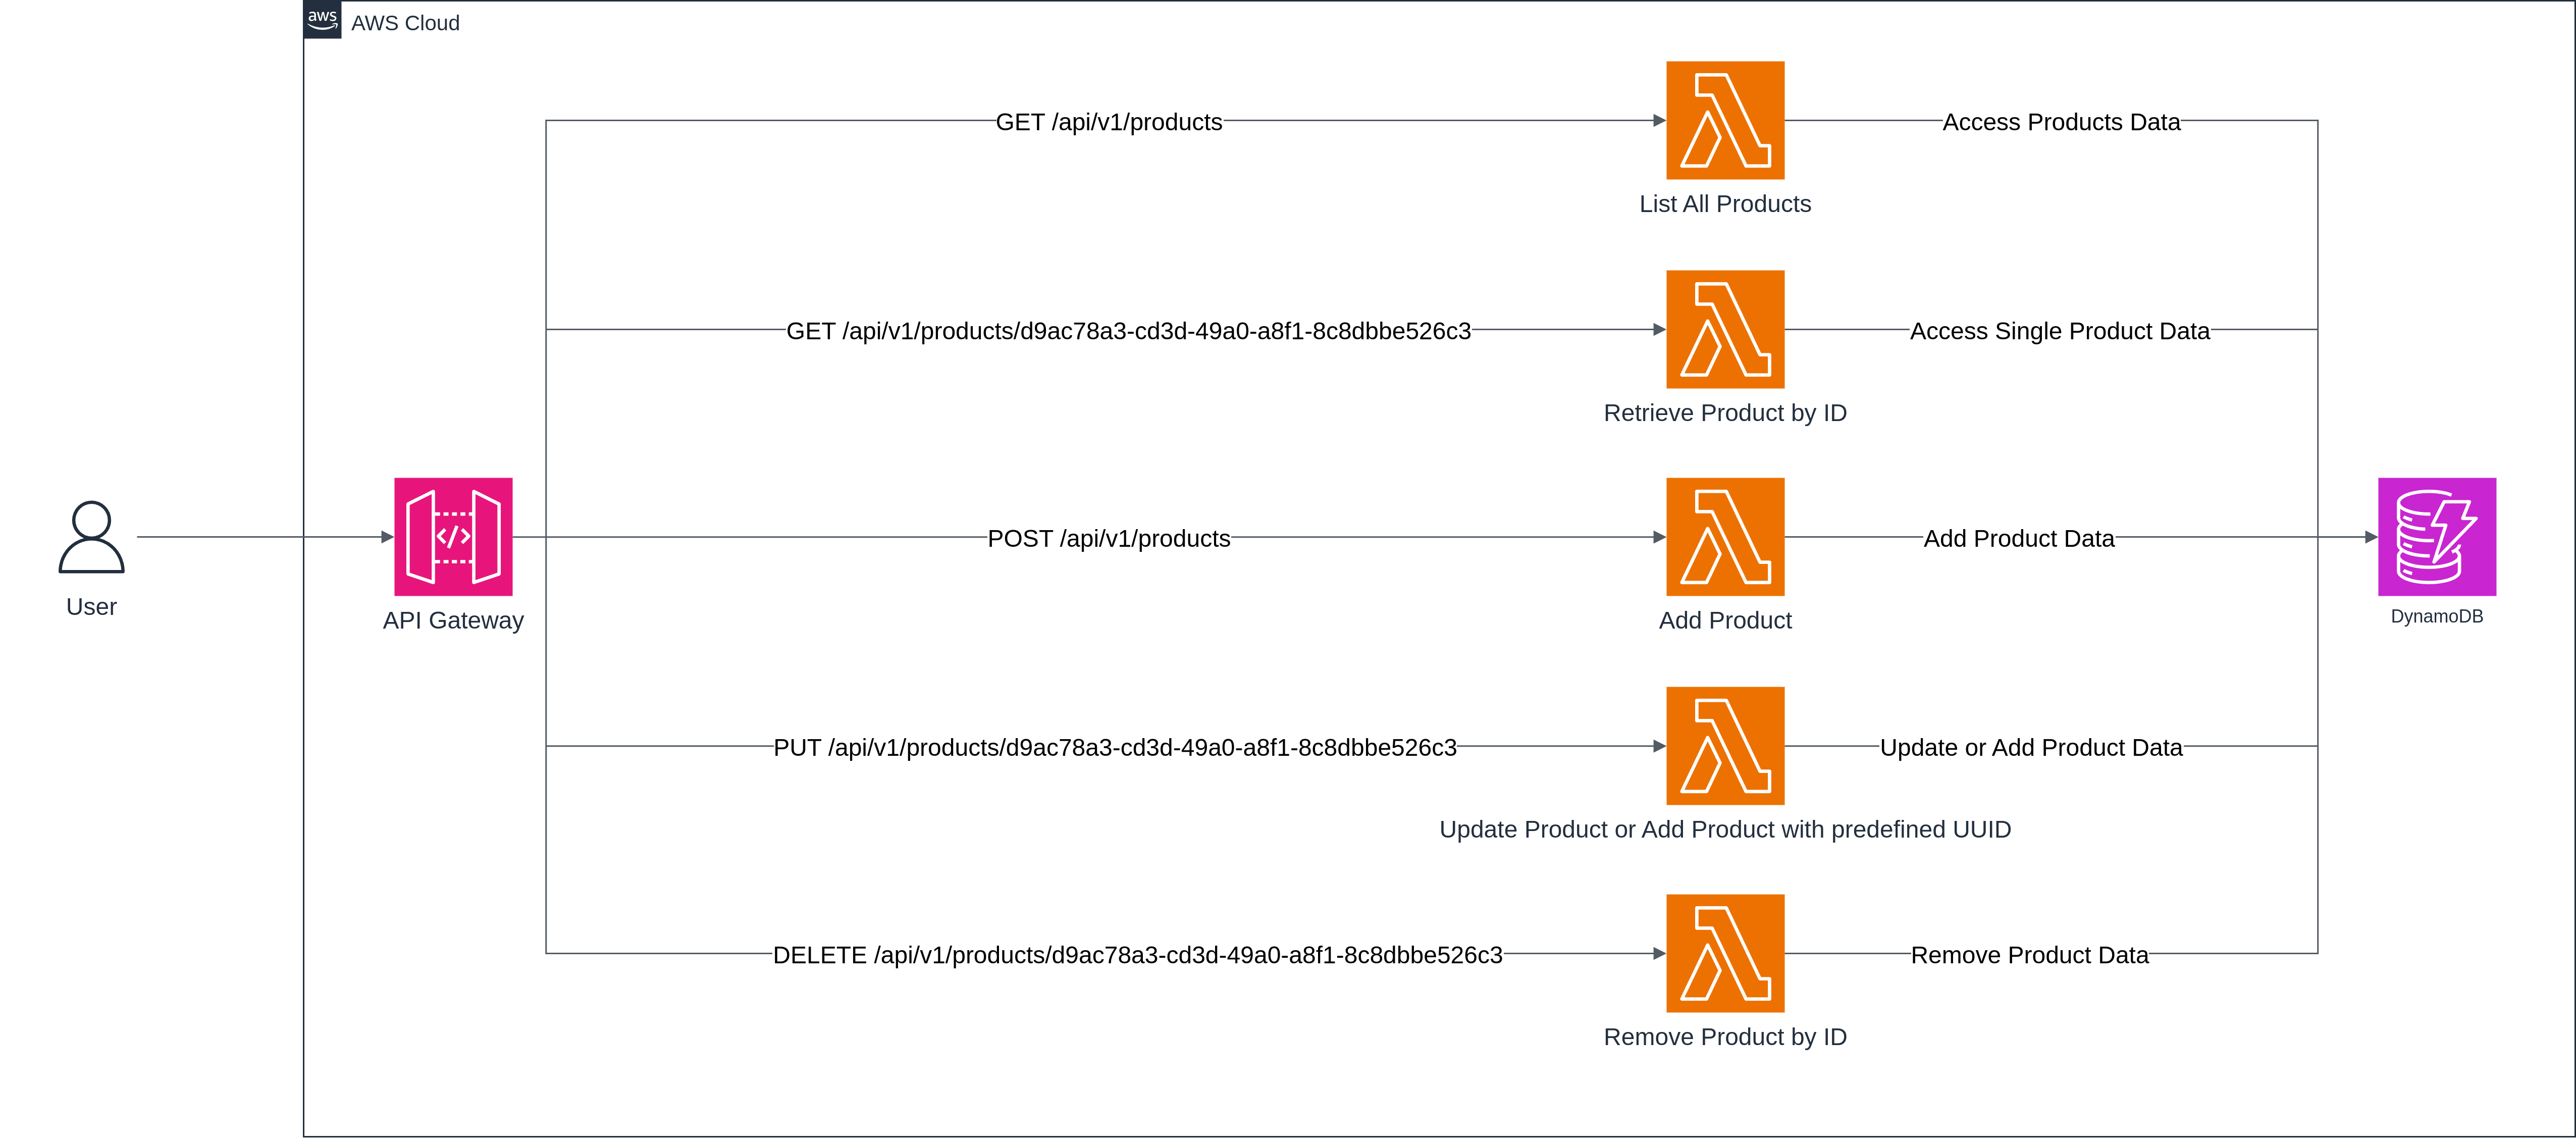 aws
AWS Cloud
GET /api/v1/products
Access Products Data
List All Products
GET /api/v1/products/d9ac78a3-cd3d-49a0-a8f1-8c8dbbe526c3
Access Single Product Data
Retrieve Product by ID
User
API Gateway
</>
POST /api/v1/products
Add Product Data
Add Product
DynamoDB
PUT /api/v1/products/d9ac78a3-cd3d-49a0-a8f1-8c8dbbe526c3
Update or Add Product Data
Update Product or Add Product with predefined UUID
DELETE /api/v1/products/d9ac78a3-cd3d-49a0-a8f1-8c8dbbe526c3
Remove Product Data
Remove Product by ID